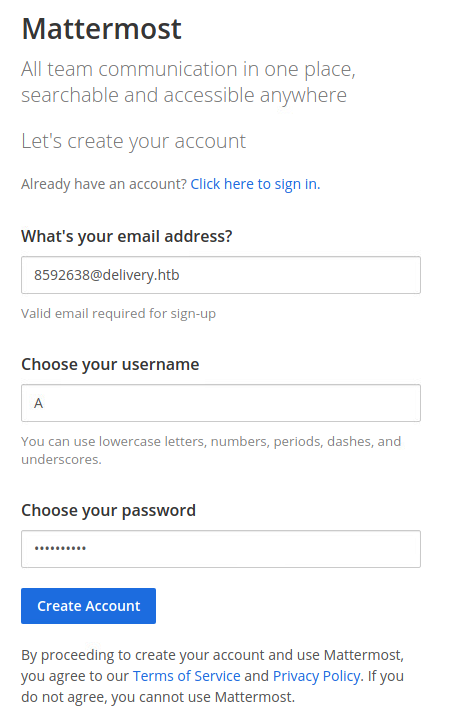 Mattermost
All team communication in one place,
searchable and accessible anywhere
Let's create your account
Already have an account? Click here to sign in.
What's your email address?
8592638@delivery.htb
Valid email required for sign-up
Choose your username
A
You can use lowercase letters, numbers, periods, dashes, and
underscores.
Choose your password
••••••••••
Create Account
By proceeding to create your account and use Mattermost,
you agree to our Terms of Service and Privacy Policy. If you
do not agree, you cannot use Mattermost.